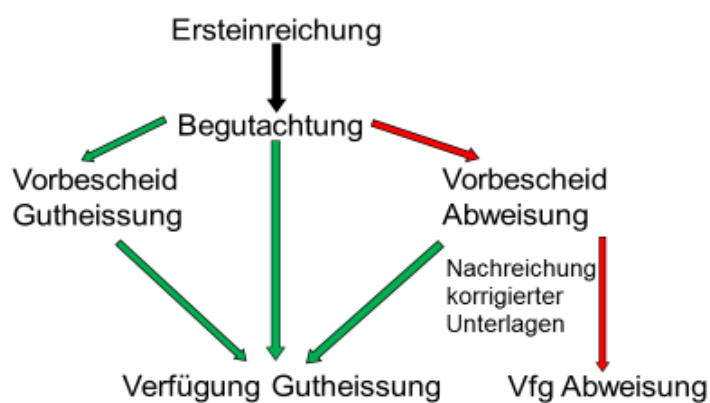 Ersteinreichung
Begutachtung
Vorbescheid
Gutheissung
Vorbescheid
Abweisung
Nachreichung
korrigierter
Unterlagen
Verfügung Gutheissung
Vfg Abweisung